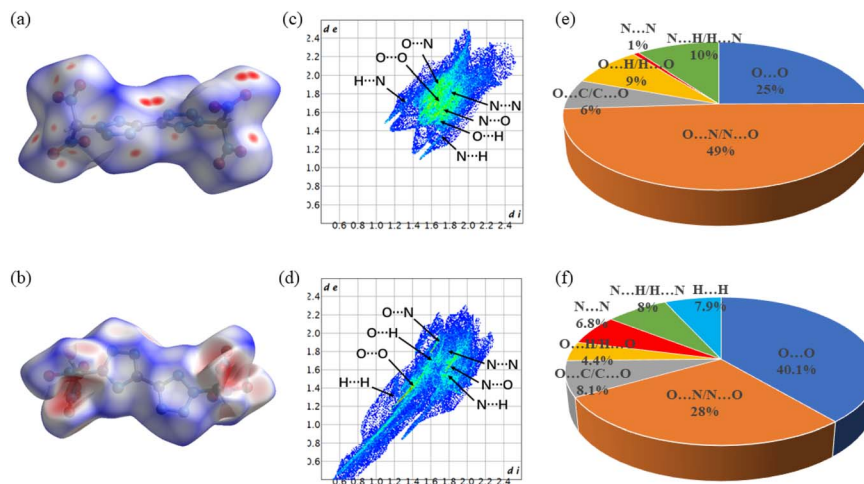 (a)
(c)
d e
2.4
2.2
2.0
1.8
1.6
1.4
1.2
1.0
0.8
0.6
O···N
O···O
H···N
N···N
N···O
O···H
N···H
d i
0.6 0.8 1.0 1.2 1.4 1.6 1.8 2.0 2.2 2.4
(e)
N…N
1%
N…H/H…N
10%
O…H/H…O
9%
O…C/C…O
6%
O…O
25%
O…N/N…O
49%
(b)
(d)
d e
2.4
2.2
2.0
1.8
1.6
1.4
1.2
1.0
0.8
0.6
O···N
O···H
O···O
H···H
N···N
N···O
N···H
d i
0.6 0.8 1.0 1.2 1.4 1.6 1.8 2.0 2.2 2.4
(f)
N…H/H…N
8%
H…H
7.9%
N…N
6.8%
O…H/H…O
4.4%
O…C/C…O
8.1%
O…O
40.1%
O…N/N…O
28%